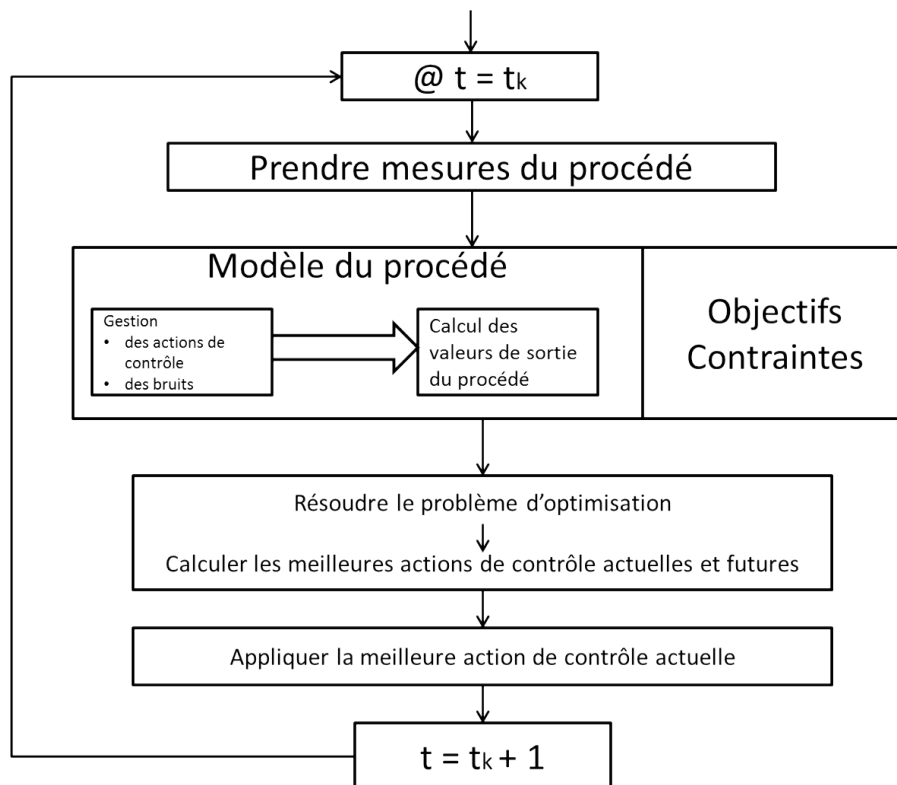 @ t = tk
Prendre mesures du procédé
Modèle du procédé
Gestion
• des actions de
contrôle
• des bruits
Calcul des
valeurs de sortie
du procédé
Objectifs
Contraintes
Résoudre le problème d’optimisation
Calculer les meilleures actions de contrôle actuelles et futures
Appliquer la meilleure action de contrôle actuelle
t = tk + 1